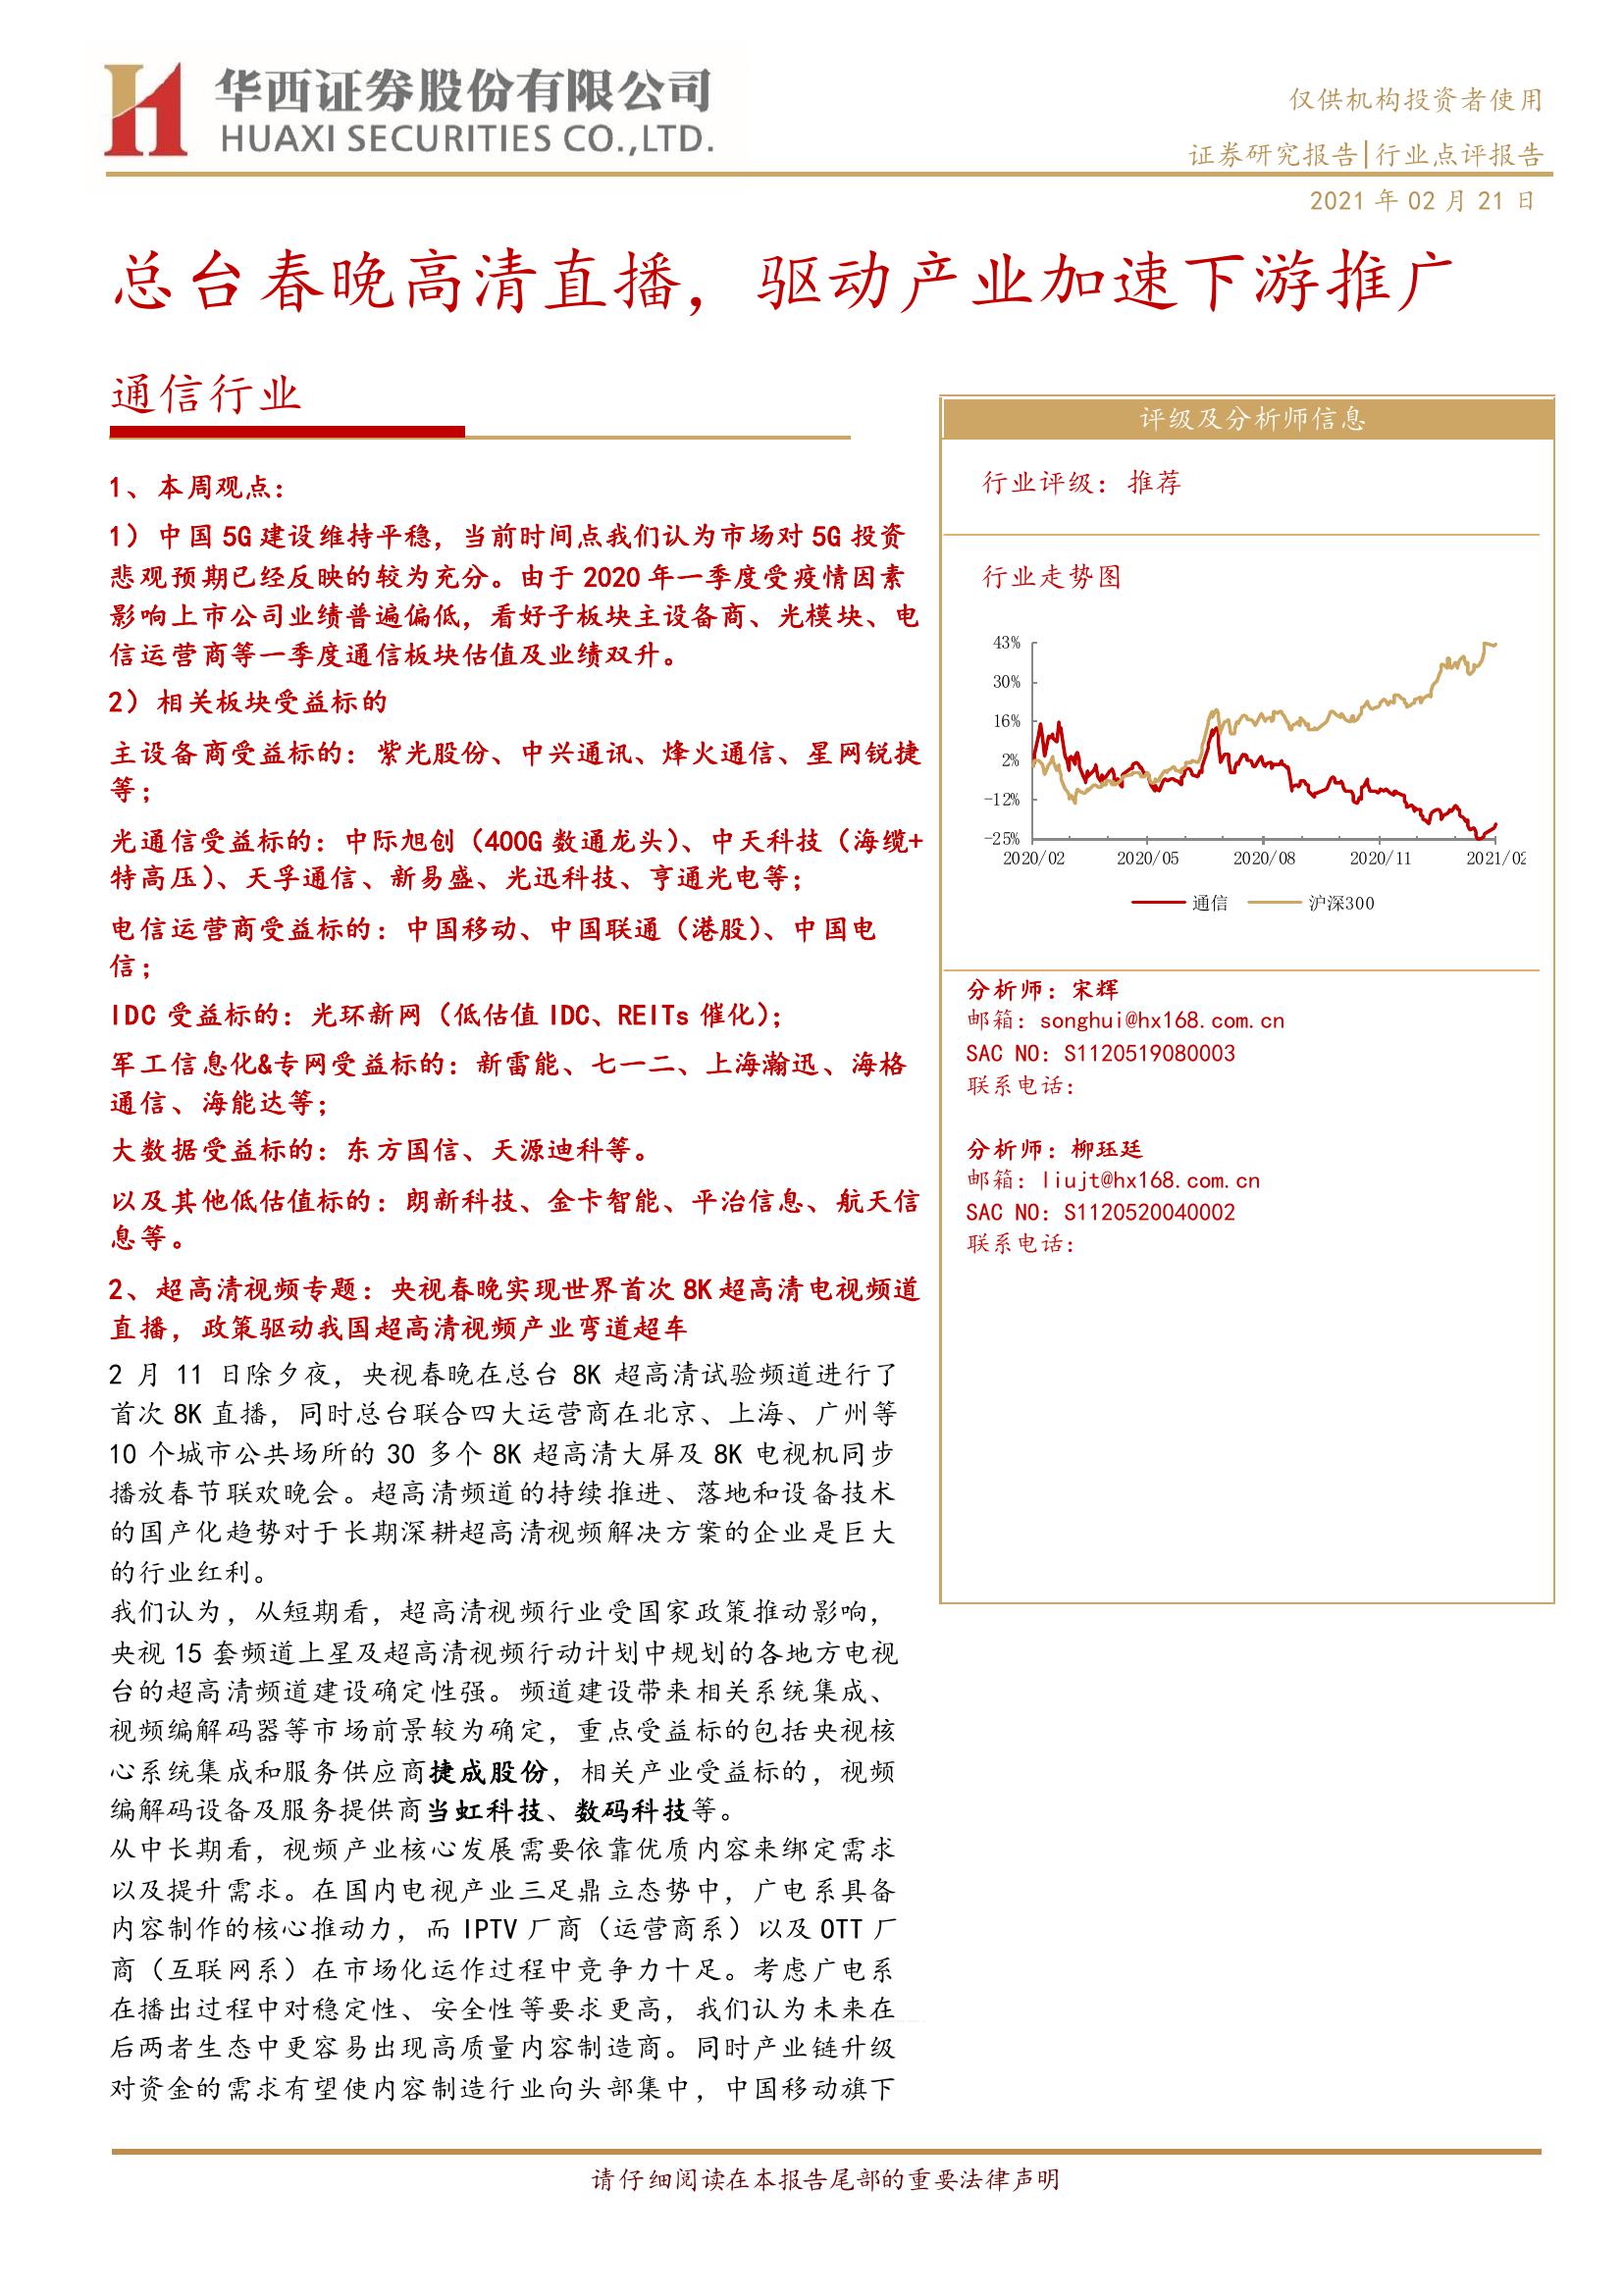 华西证券股份有限公司
HUAXI SECURITIES CO.,LTD.
仅供机构投资者使用
证券研究报告|行业点评报告
2021 年 02 月 21 日
总台春晚高清直播，驱动产业加速下游推广
通信行业
1、本周观点：
1）中国 5G 建设维持平稳，当前时间点我们认为市场对 5G 投资
悲观预期已经反映的较为充分。由于 2020 年一季度受疫情因素
影响上市公司业绩普遍偏低，看好子板块主设备商、光模块、电
信运营商等一季度通信板块估值及业绩双升。
2）相关板块受益标的
主设备商受益标的：紫光股份、中兴通讯、烽火通信、星网锐捷
等；
光通信受益标的：中际旭创（400G 数通龙头）、中天科技（海缆+
特高压）、天孚通信、新易盛、光迅科技、亨通光电等；
电信运营商受益标的：中国移动、中国联通（港股）、中国电
信；
IDC 受益标的：光环新网（低估值 IDC、REITs 催化）；
军工信息化&专网受益标的：新雷能、七一二、上海瀚迅、海格
通信、海能达等；
大数据受益标的：东方国信、天源迪科等。
以及其他低估值标的：朗新科技、金卡智能、平治信息、航天信
息等。
2、超高清视频专题：央视春晚实现世界首次 8K 超高清电视频道
直播，政策驱动我国超高清视频产业弯道超车
2 月 11 日除夕夜，央视春晚在总台 8K 超高清试验频道进行了
首次 8K 直播，同时总台联合四大运营商在北京、上海、广州等
10 个城市公共场所的 30 多个 8K 超高清大屏及 8K 电视机同步
播放春节联欢晚会。超高清频道的持续推进、落地和设备技术
的国产化趋势对于长期深耕超高清视频解决方案的企业是巨大
的行业红利。
我们认为，从短期看，超高清视频行业受国家政策推动影响，
央视 15 套频道上星及超高清视频行动计划中规划的各地方电视
台的超高清频道建设确定性强。频道建设带来相关系统集成、
视频编解码器等市场前景较为确定，重点受益标的包括央视核
心系统集成和服务供应商捷成股份，相关产业受益标的，视频
编解码设备及服务提供商当虹科技、数码科技等。
从中长期看，视频产业核心发展需要依靠优质内容来绑定需求
以及提升需求。在国内电视产业三足鼎立态势中，广电系具备
内容制作的核心推动力，而 IPTV 厂商（运营商系）以及 OTT 厂
商（互联网系）在市场化运作过程中竞争力十足。考虑广电系
在播出过程中对稳定性、安全性等要求更高，我们认为未来在
后两者生态中更容易出现高质量内容制造商。同时产业链升级
对资金的需求有望使内容制造行业向头部集中，中国移动旗下
评级及分析师信息
行业评级：推荐
行业走势图
43%
30%
16%
2%
-12%
-25%
2020/02 2020/05 2020/08 2020/11 2021/02
通信 沪深300
分析师：宋辉
邮箱：songhui@hx168.com.cn
SAC NO：S1120519080003
联系电话：
分析师：柳珏廷
邮箱：liujt@hx168.com.cn
SAC NO：S1120520040002
联系电话：
请仔细阅读在本报告尾部的重要法律声明